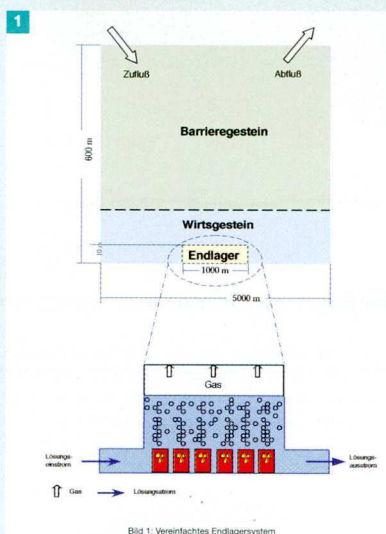 1
Zufluß
Abfluß
Barrieregestein
600 m
Wirtsgestein
10 m
Endlager
1000 m
5000 m
Gas
Lösungs-
einstrom
Lösungs-
ausstrom
Gas
Lösungsstrom
Bild 1: Vereinfachtes Endlagersystem